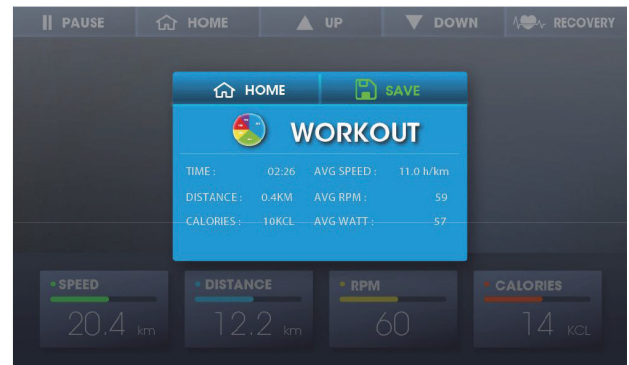 PAUSE HOME UP DOWN RECOVERY
HOME SAVE
WORKOUT
TIME : 02:26 AVG SPEED : 11.0 h/km
DISTANCE : 0.4KM AVG RPM : 59
CALORIES : 10KCL AVG WATT : 57
SPEED DISTANCE RPM CALORIES
20.4 km 12.2 km 60 14 KCL